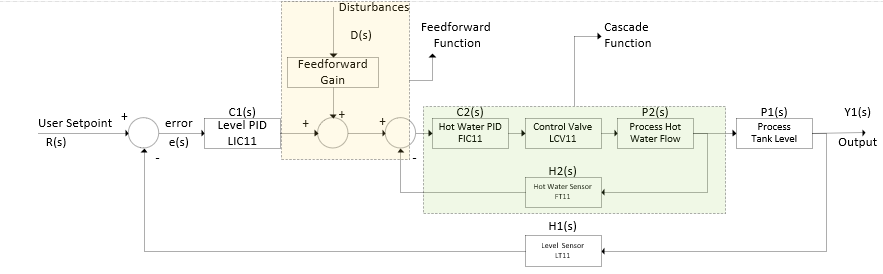 Disturbances
D(s)
Feedforward
Function
Cascade
Function
Feedforward
Gain
User Setpoint
R(s)
+
-
error
e(s)
C1(s)
Level PID
LIC11
+
+
+
-
C2(s)
Hot Water PID
FIC11
Control Valve
LCV11
P2(s)
Process Hot
Water Flow
P1(s)
Process
Tank Level
Y1(s)
Output
H2(s)
Hot Water Sensor
FT11
H1(s)
Level Sensor
LT11